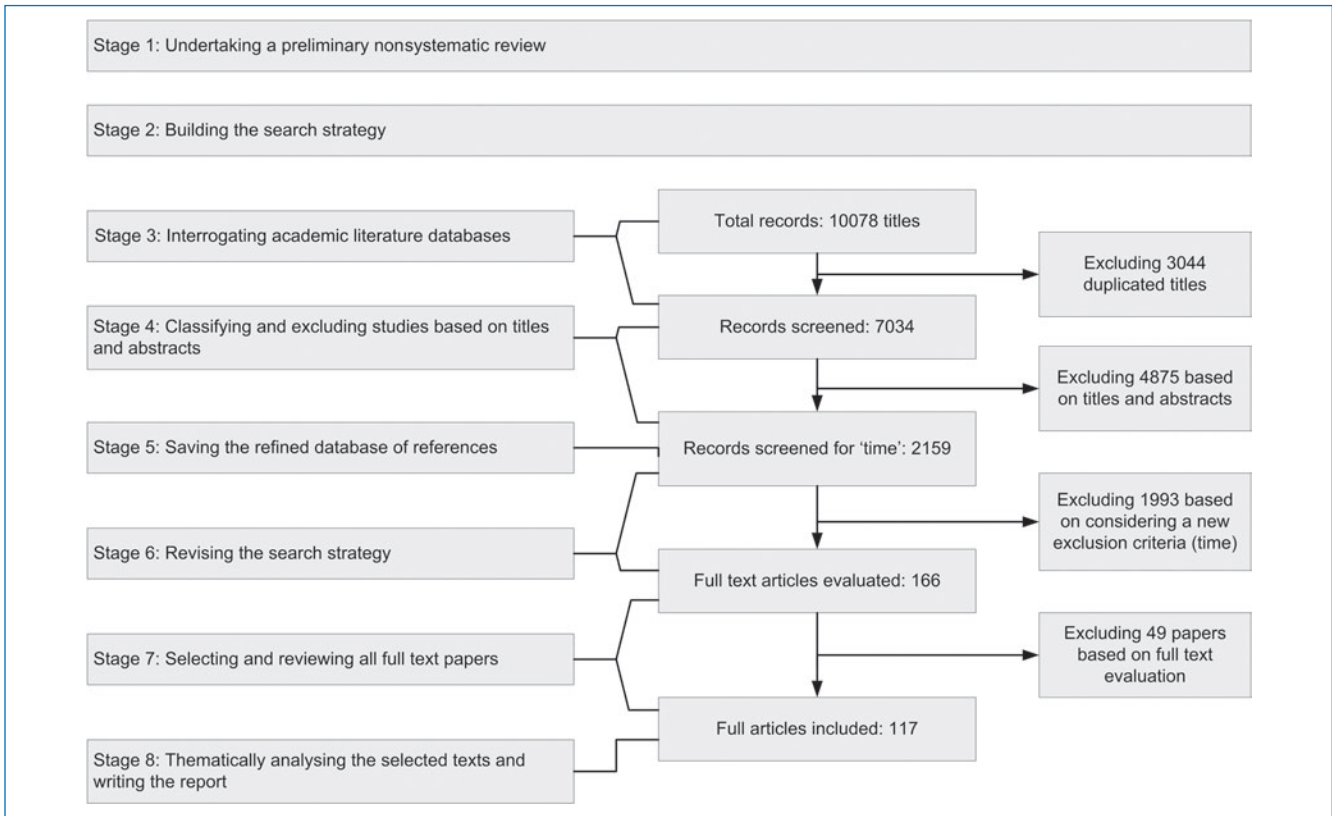 Stage 1: Undertaking a preliminary nonsystematic review
Stage 2: Building the search strategy
Stage 3: Interrogating academic literature databases
Total records: 10078 titles
Excluding 3044
duplicated titles
Stage 4: Classifying and excluding studies based on titles
and abstracts
Records screened: 7034
Excluding 4875 based
on titles and abstracts
Stage 5: Saving the refined database of references
Records screened for ‘time’: 2159
Excluding 1993 based
on considering a new
exclusion criteria (time)
Stage 6: Revising the search strategy
Full text articles evaluated: 166
Excluding 49 papers
based on full text
evaluation
Stage 7: Selecting and reviewing all full text papers
Full articles included: 117
Stage 8: Thematically analysing the selected texts and
writing the report